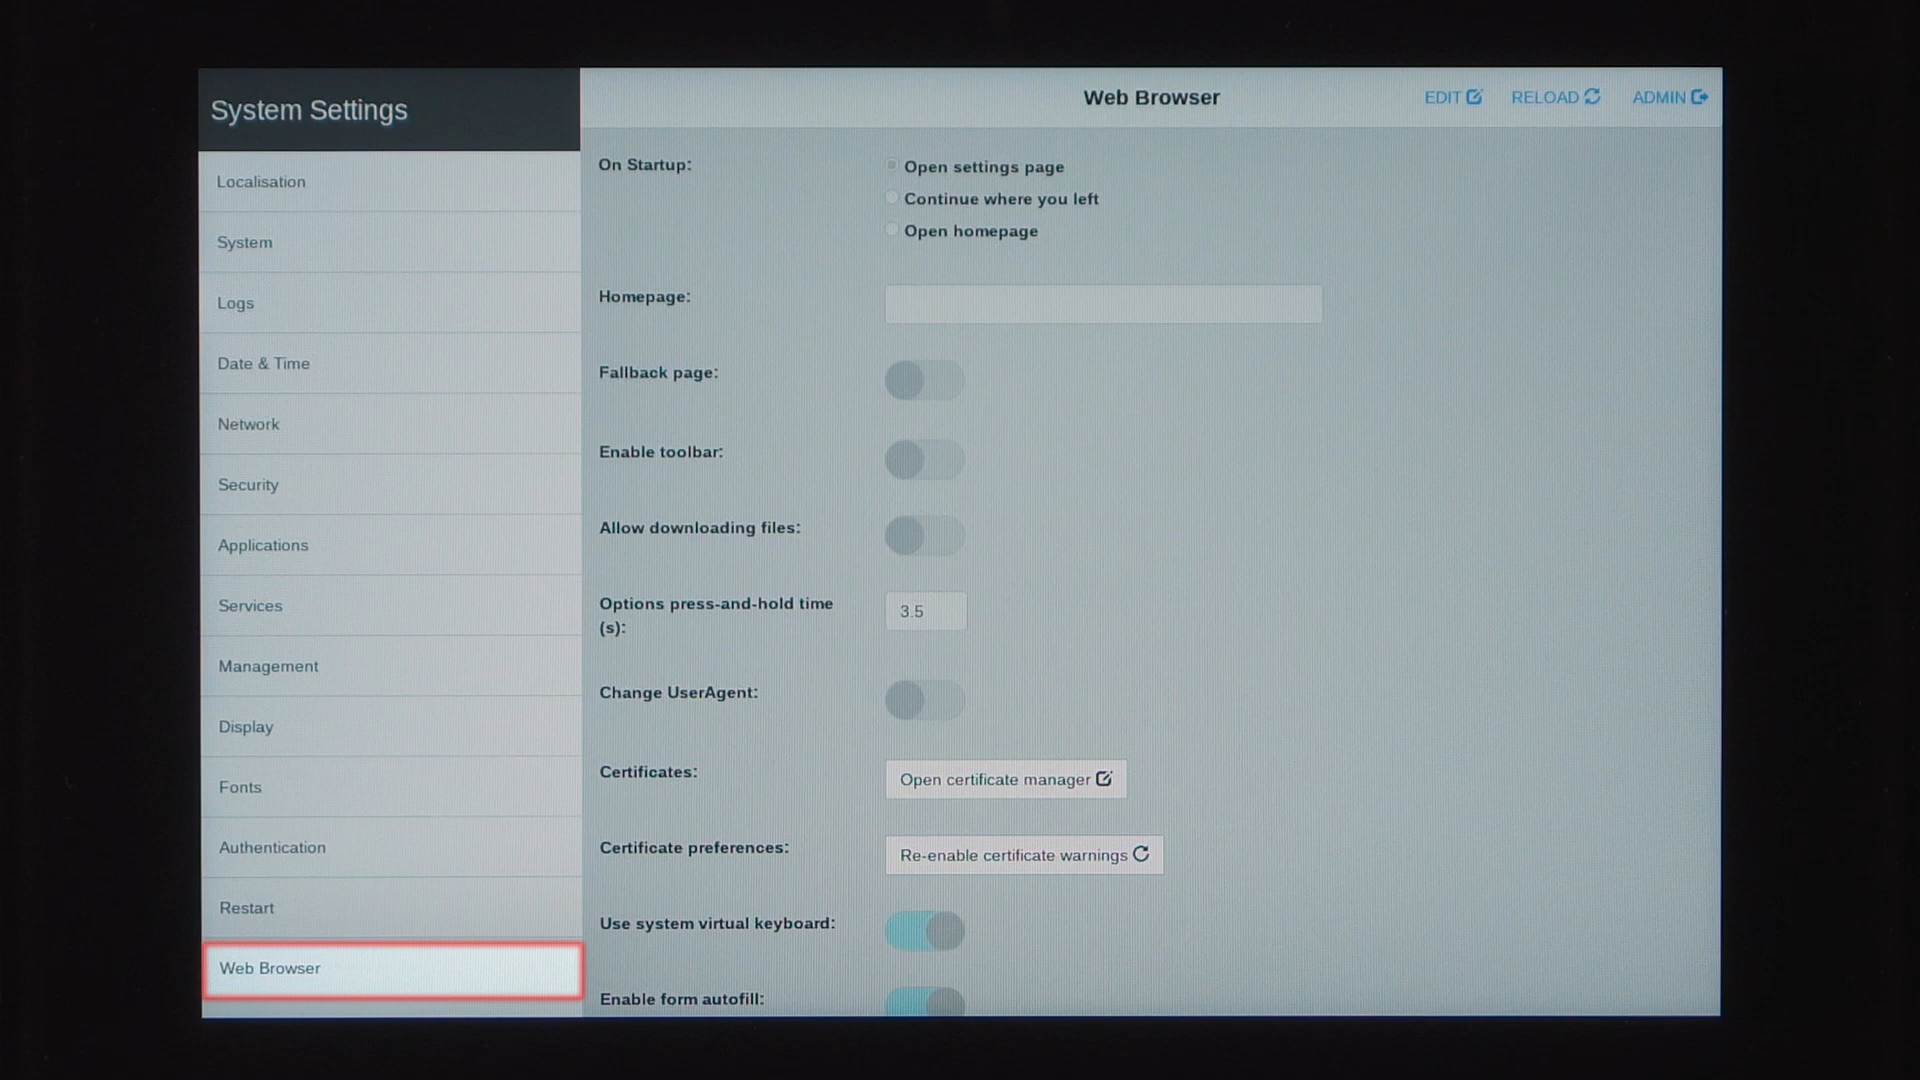 System Settings
Localisation
System
Logs
Date & Time
Network
Security
Applications
Services
Management
Display
Fonts
Authentication
Restart
Web Browser
Web Browser
EDIT
RELOAD
ADMIN
On Startup:
Open settings page
Continue where you left
Open homepage
Homepage:
Fallback page:
Enable toolbar:
Allow downloading files:
Options press-and-hold time
(s):
3.5
Change UserAgent:
Certificates:
Open certificate manager
Certificate preferences:
Re-enable certificate warnings
Use system virtual keyboard:
Enable form autofill: